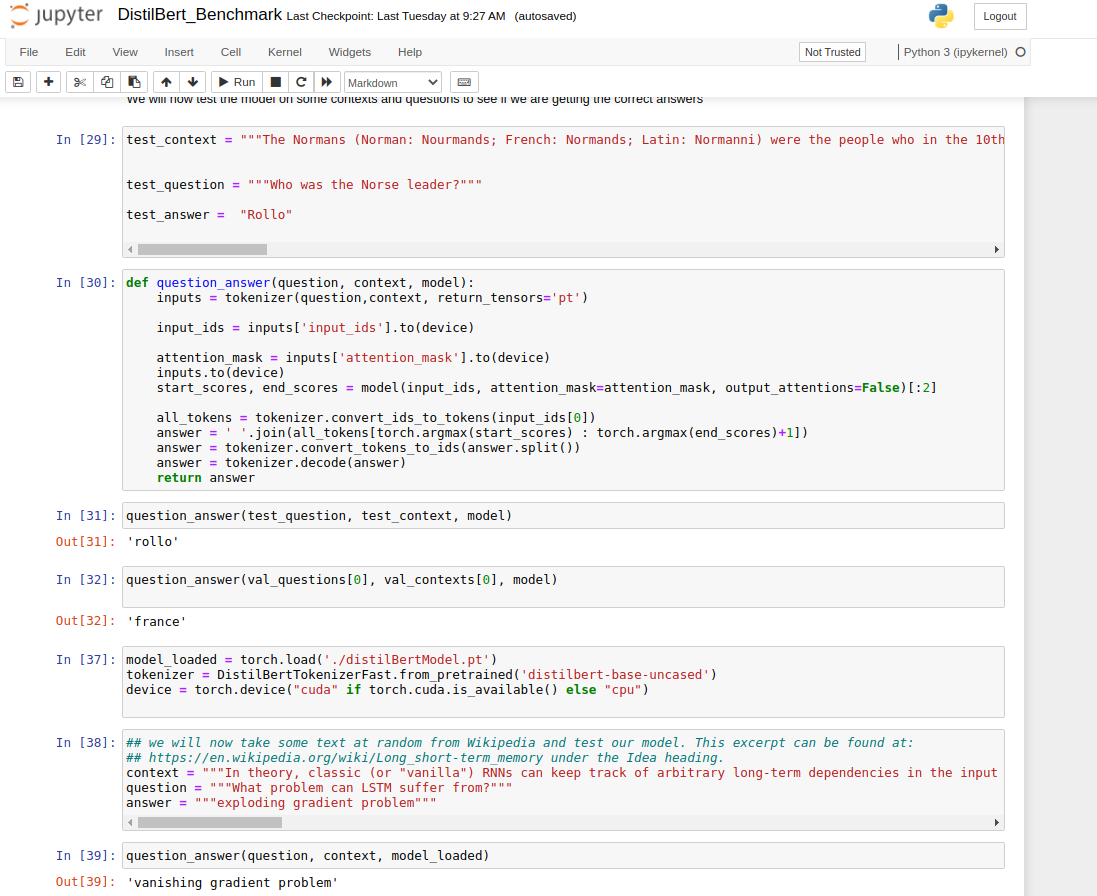 jupyter DistilBert_Benchmark Last Checkpoint: Last Tuesday at 9:27 AM (autosaved) Logout
File Edit View Insert Cell Kernel Widgets Help Not Trusted Python 3 (ipykernel)
Run Markdown
We will now test the model on some contexts and questions to see if we are getting the correct answers
In [29]: test_context = """The Normans (Norman: Nourmands; French: Normands; Latin: Normanni) were the people who in the 10th
test_question = """Who was the Norse leader?"""
test_answer =  "Rollo"
In [30]: def question_answer(question, context, model):
    inputs = tokenizer(question,context, return_tensors='pt')
    input_ids = inputs['input_ids'].to(device)
    attention_mask = inputs['attention_mask'].to(device)
    inputs.to(device)
    start_scores, end_scores = model(input_ids, attention_mask=attention_mask, output_attentions=False)[:2]
    all_tokens = tokenizer.convert_ids_to_tokens(input_ids[0])
    answer = ' '.join(all_tokens[torch.argmax(start_scores) : torch.argmax(end_scores)+1])
    answer = tokenizer.convert_tokens_to_ids(answer.split())
    answer = tokenizer.decode(answer)
    return answer
In [31]: question_answer(test_question, test_context, model)
Out[31]: 'rollo'
In [32]: question_answer(val_questions[0], val_contexts[0], model)
Out[32]: 'france'
In [37]: model_loaded = torch.load('./distilBertModel.pt')
tokenizer = DistilBertTokenizerFast.from_pretrained('distilbert-base-uncased')
device = torch.device("cuda" if torch.cuda.is_available() else "cpu")
In [38]: ## we will now take some text at random from Wikipedia and test our model. This excerpt can be found at:
## https://en.wikipedia.org/wiki/Long_short-term_memory under the Idea heading.
context = """In theory, classic (or "vanilla") RNNs can keep track of arbitrary long-term dependencies in the input
question = """What problem can LSTM suffer from?"""
answer = """exploding gradient problem"""
In [39]: question_answer(question, context, model_loaded)
Out[39]: 'vanishing gradient problem'